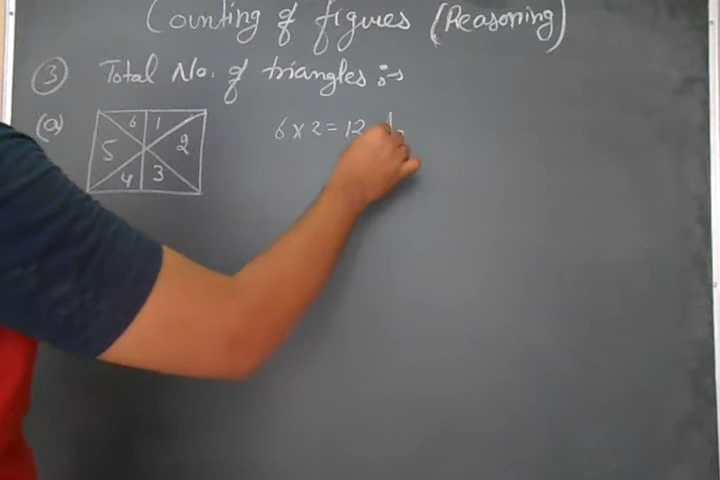 Counting of figures (Reasoning)
③ Total No. of triangles :-
(a) 6 1 6 x 2 = 12
5 2
4 3